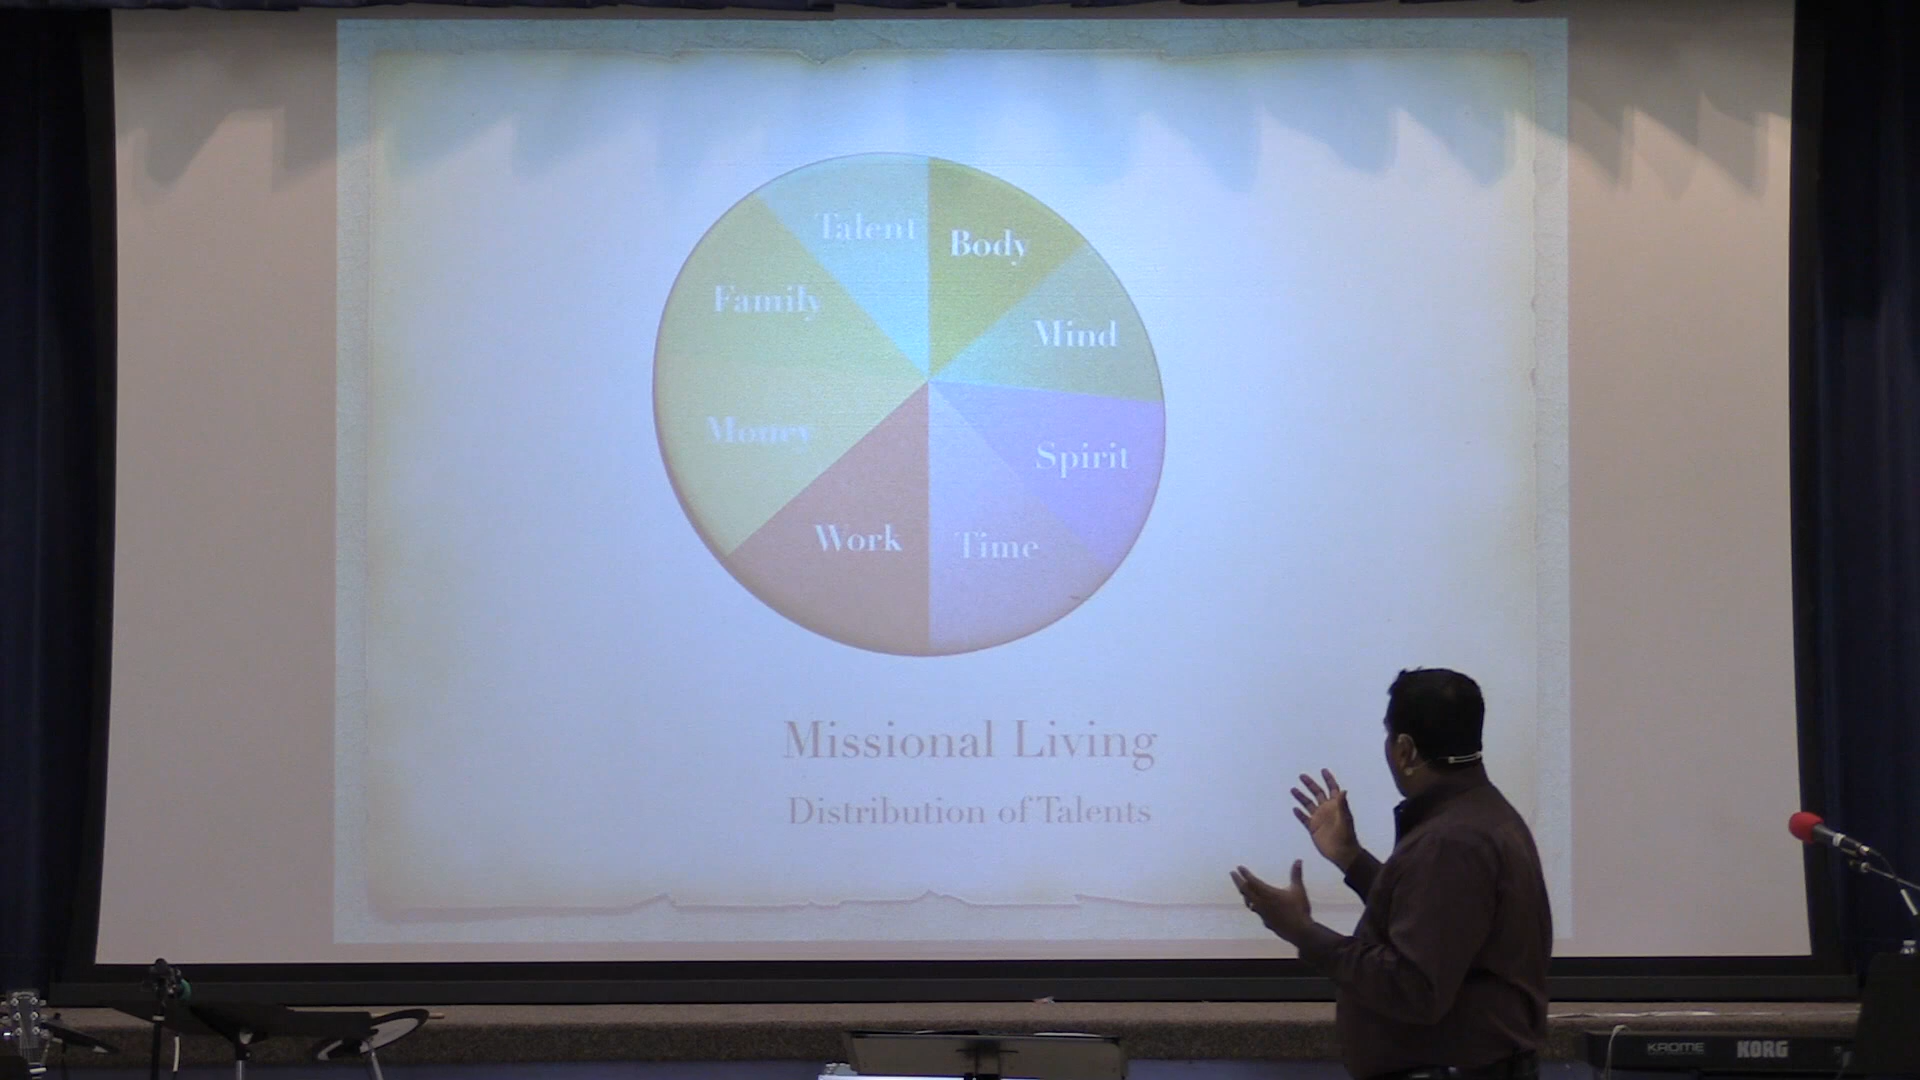 Talent
Body
Family
Mind
Money
Spirit
Work
Time
Missional Living
Distribution of Talents
KROME KORG